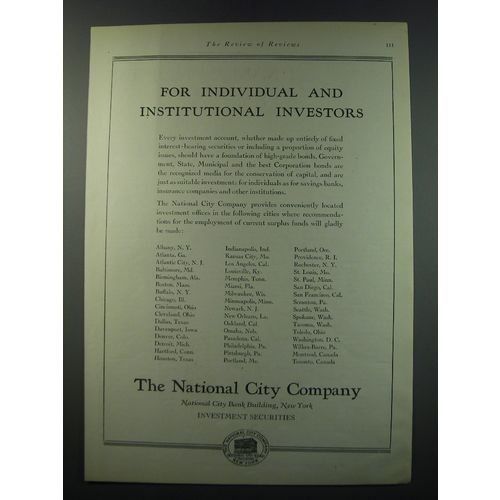 The Review of Reviews
111
FOR INDIVIDUAL AND
INSTITUTIONAL INVESTORS
Every investment account, whether made up entirely of fixed
interest-bearing securities or including a proportion of equity
issues, should have a foundation of high-grade bonds. Govern-
ment, State, Municipal and the best Corporation bonds are
the recognized media for the conservation of capital, and are
just as suitable investments for individuals as for savings banks,
insurance companies and other institutions.
The National City Company provides conveniently located
investment offices in the following cities where recommenda-
tions for the employment of current surplus funds will gladly
be made:
Albany, N. Y.
Atlanta, Ga.
Atlantic City, N. J.
Baltimore, Md.
Birmingham, Ala.
Boston, Mass.
Buffalo, N. Y.
Chicago, Ill.
Cincinnati, Ohio
Cleveland, Ohio
Dallas, Texas
Davenport, Iowa
Denver, Colo.
Detroit, Mich.
Hartford, Conn.
Houston, Texas
Indianapolis, Ind.
Kansas City, Mo.
Los Angeles, Cal.
Louisville, Ky.
Memphis, Tenn.
Miami, Fla.
Milwaukee, Wis.
Minneapolis, Minn.
Newark, N. J.
New Orleans, La.
Oakland, Cal.
Omaha, Neb.
Pasadena, Cal.
Philadelphia, Pa.
Pittsburgh, Pa.
Portland, Me.
Portland, Ore.
Providence, R. I.
Rochester, N. Y.
St. Louis, Mo.
St. Paul, Minn.
San Diego, Cal.
San Francisco, Cal.
Scranton, Pa.
Seattle, Wash.
Spokane, Wash.
Tacoma, Wash.
Toledo, Ohio
Washington, D. C.
Wilkes-Barre, Pa.
Montreal, Canada
Toronto, Canada
The National City Company
National City Bank Building, New York
INVESTMENT SECURITIES
THE NATIONAL CITY COMPANY
NEW YORK